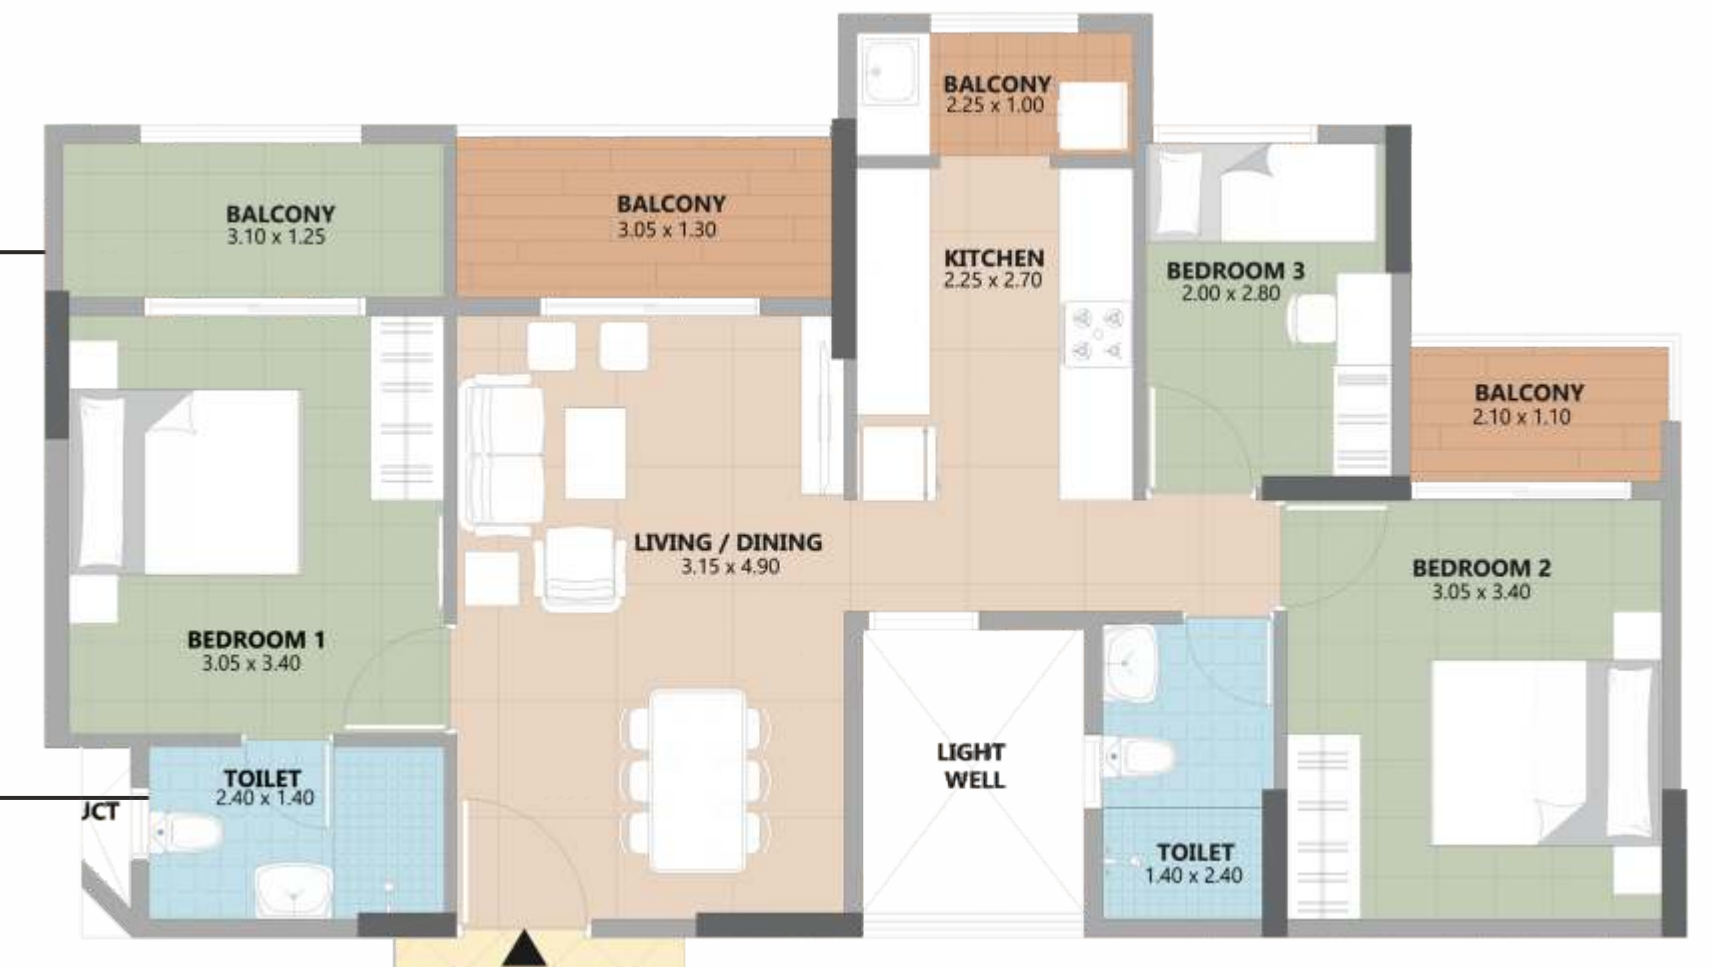 BALCONY
2.25 x 1.00
BALCONY
3.10 x 1.25
BALCONY
3.05 x 1.30
KITCHEN
2.25 x 2.70
BEDROOM 3
2.00 x 2.80
BALCONY
2.10 x 1.10
LIVING / DINING
3.15 x 4.90
BEDROOM 2
3.05 x 3.40
BEDROOM 1
3.05 x 3.40
LIGHT
WELL
TOILET
2.40 x 1.40
UCT
TOILET
1.40 x 2.40